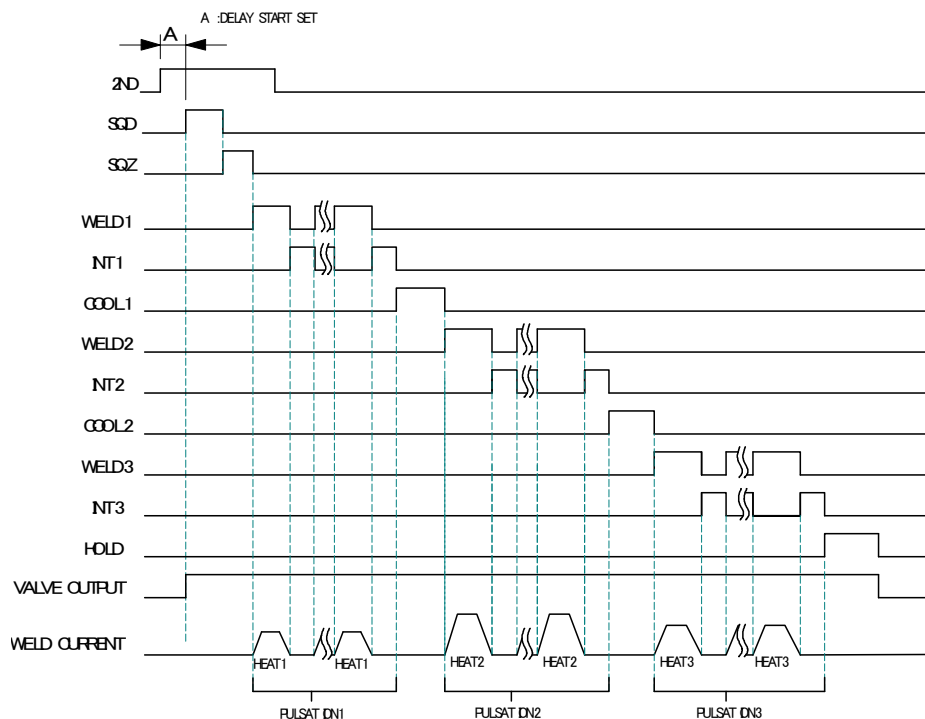 A :DELAY START SET
A
2ND
SQD
SQZ
WELD1
INT1
COOL1
WELD2
INT2
COOL2
WELD3
INT3
HOLD
VALVE OUTPUT
WELD CURRENT
HEAT1 HEAT1 HEAT2 HEAT2 HEAT3 HEAT3
PULSATION1 PULSATION2 PULSATION3